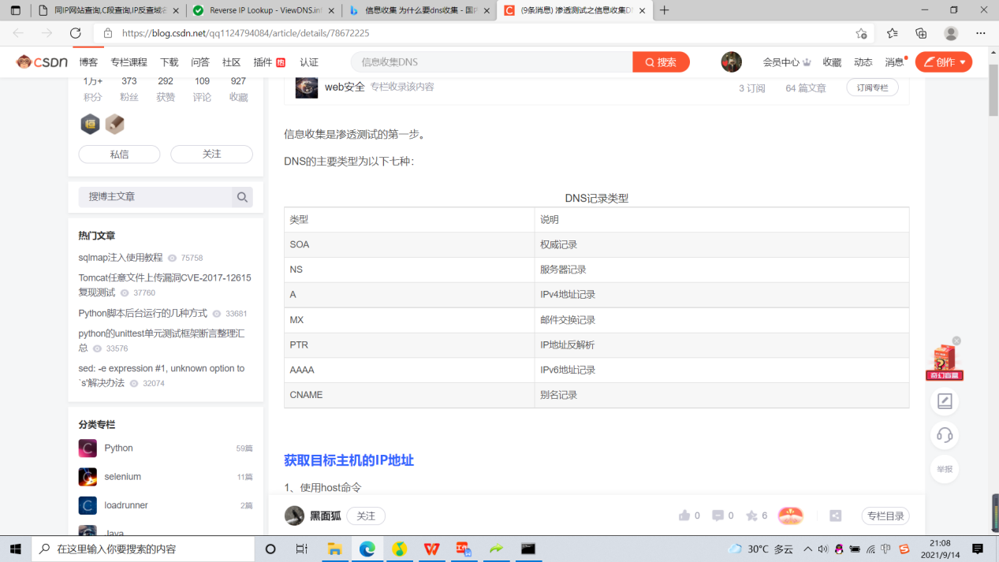 同IP网站查询,C段查询,IP反查域名
Reverse IP Lookup - ViewDNS.inf
信息收集 为什么要dns收集 - 国内
(9条消息) 渗透测试之信息收集D
https://blog.csdn.net/qq1124794084/article/details/78672225
CSDN 博客 专栏课程 下载 问答 社区 插件 认证 信息收集DNS 搜索 会员中心 收藏 动态 消息 创作
1万+ 373 292 109 927
积分 粉丝 获赞 评论 收藏
私信 关注
搜博主文章
热门文章
sqlmap注入使用教程 75758
Tomcat任意文件上传漏洞CVE-2017-12615
复现测试 37760
Python脚本后台运行的几种方式 33681
python的unittest单元测试框架断言整理汇
总 33576
sed: -e expression #1, unknown option to
`s'解决办法 32074
分类专栏
Python 59篇
selenium 11篇
loadrunner 2篇
Java
web安全 专栏收录该内容 3 订阅 64 篇文章 订阅专栏
信息收集是渗透测试的第一步。
DNS的主要类型为以下七种：
DNS记录类型
类型 说明
SOA 权威记录
NS 服务器记录
A IPv4地址记录
MX 邮件交换记录
PTR IP地址反解析
AAAA IPv6地址记录
CNAME 别名记录
获取目标主机的IP地址
1、使用host命令
黑面狐 关注 0 0 6 专栏目录
奇幻盲盒
举报
在这里输入你要搜索的内容
30°C 多云 中
21:08
2021/9/14